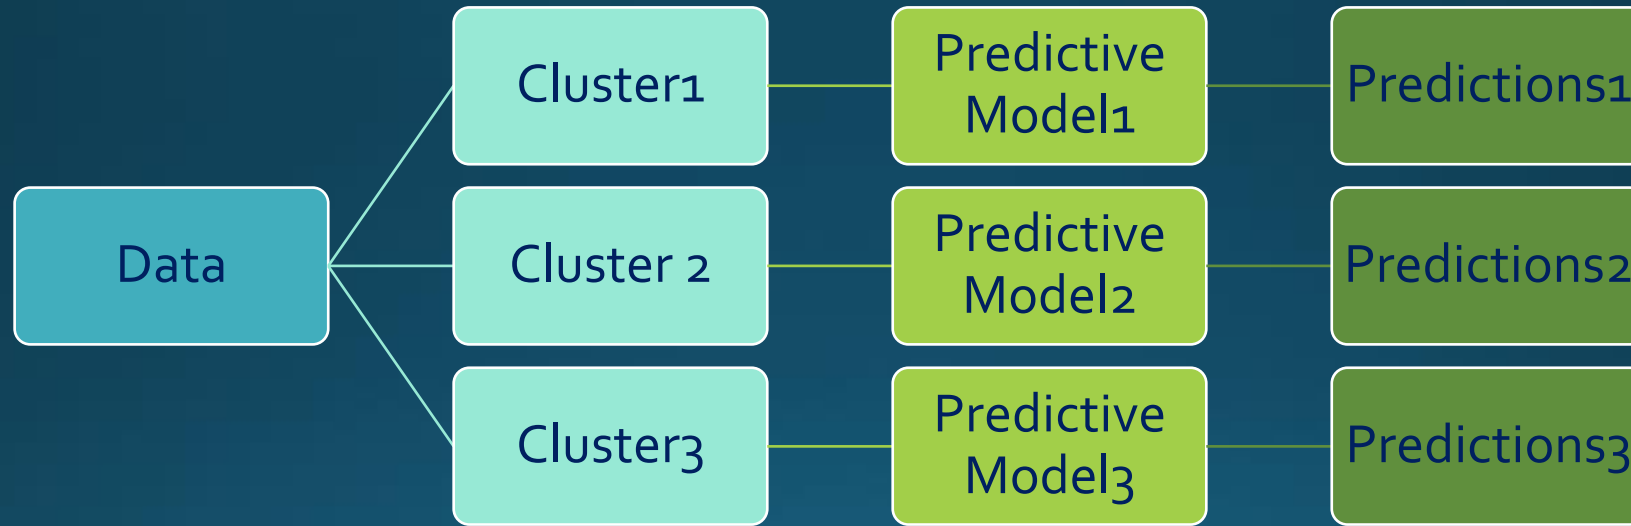 Data
Cluster1
Predictive
Model1
Predictions1
Cluster 2
Predictive
Model2
Predictions2
Cluster3
Predictive
Model3
Predictions3